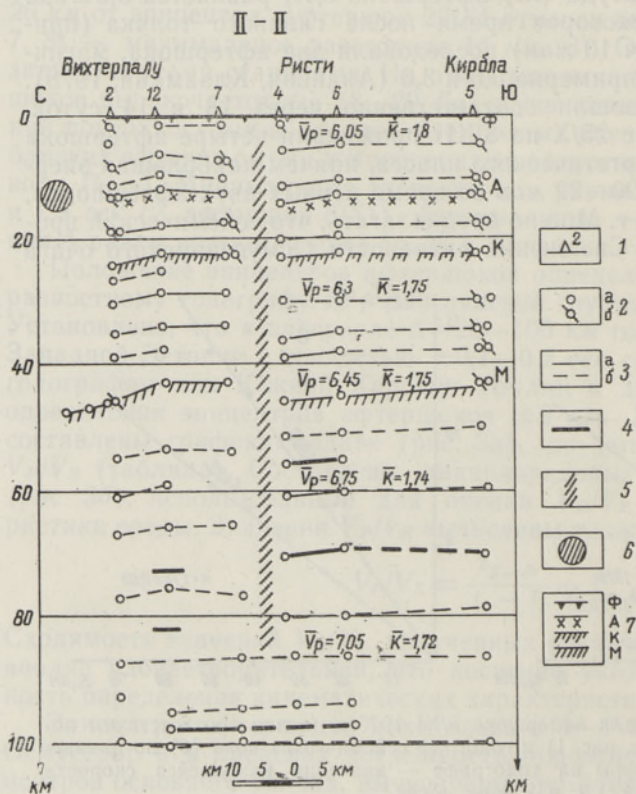 II–II
Вихтерпалу Ристи Кирбла
С Ю
2 12 7 4 6 5
0 Ф
V̄p=6,05 K̄=1,8
А
20 К
V̄p=6,3 K̄=1,75
40 М
V̄p=6,45 K̄=1,75
V̄p=6,75 K̄=1,74
60
80
V̄p=7,05 K̄=1,72
100
км км
км 10 5 0 5 км
Δ² 1
а
б 2
а
б 3
4
5
6
Ф
А
К
М
7